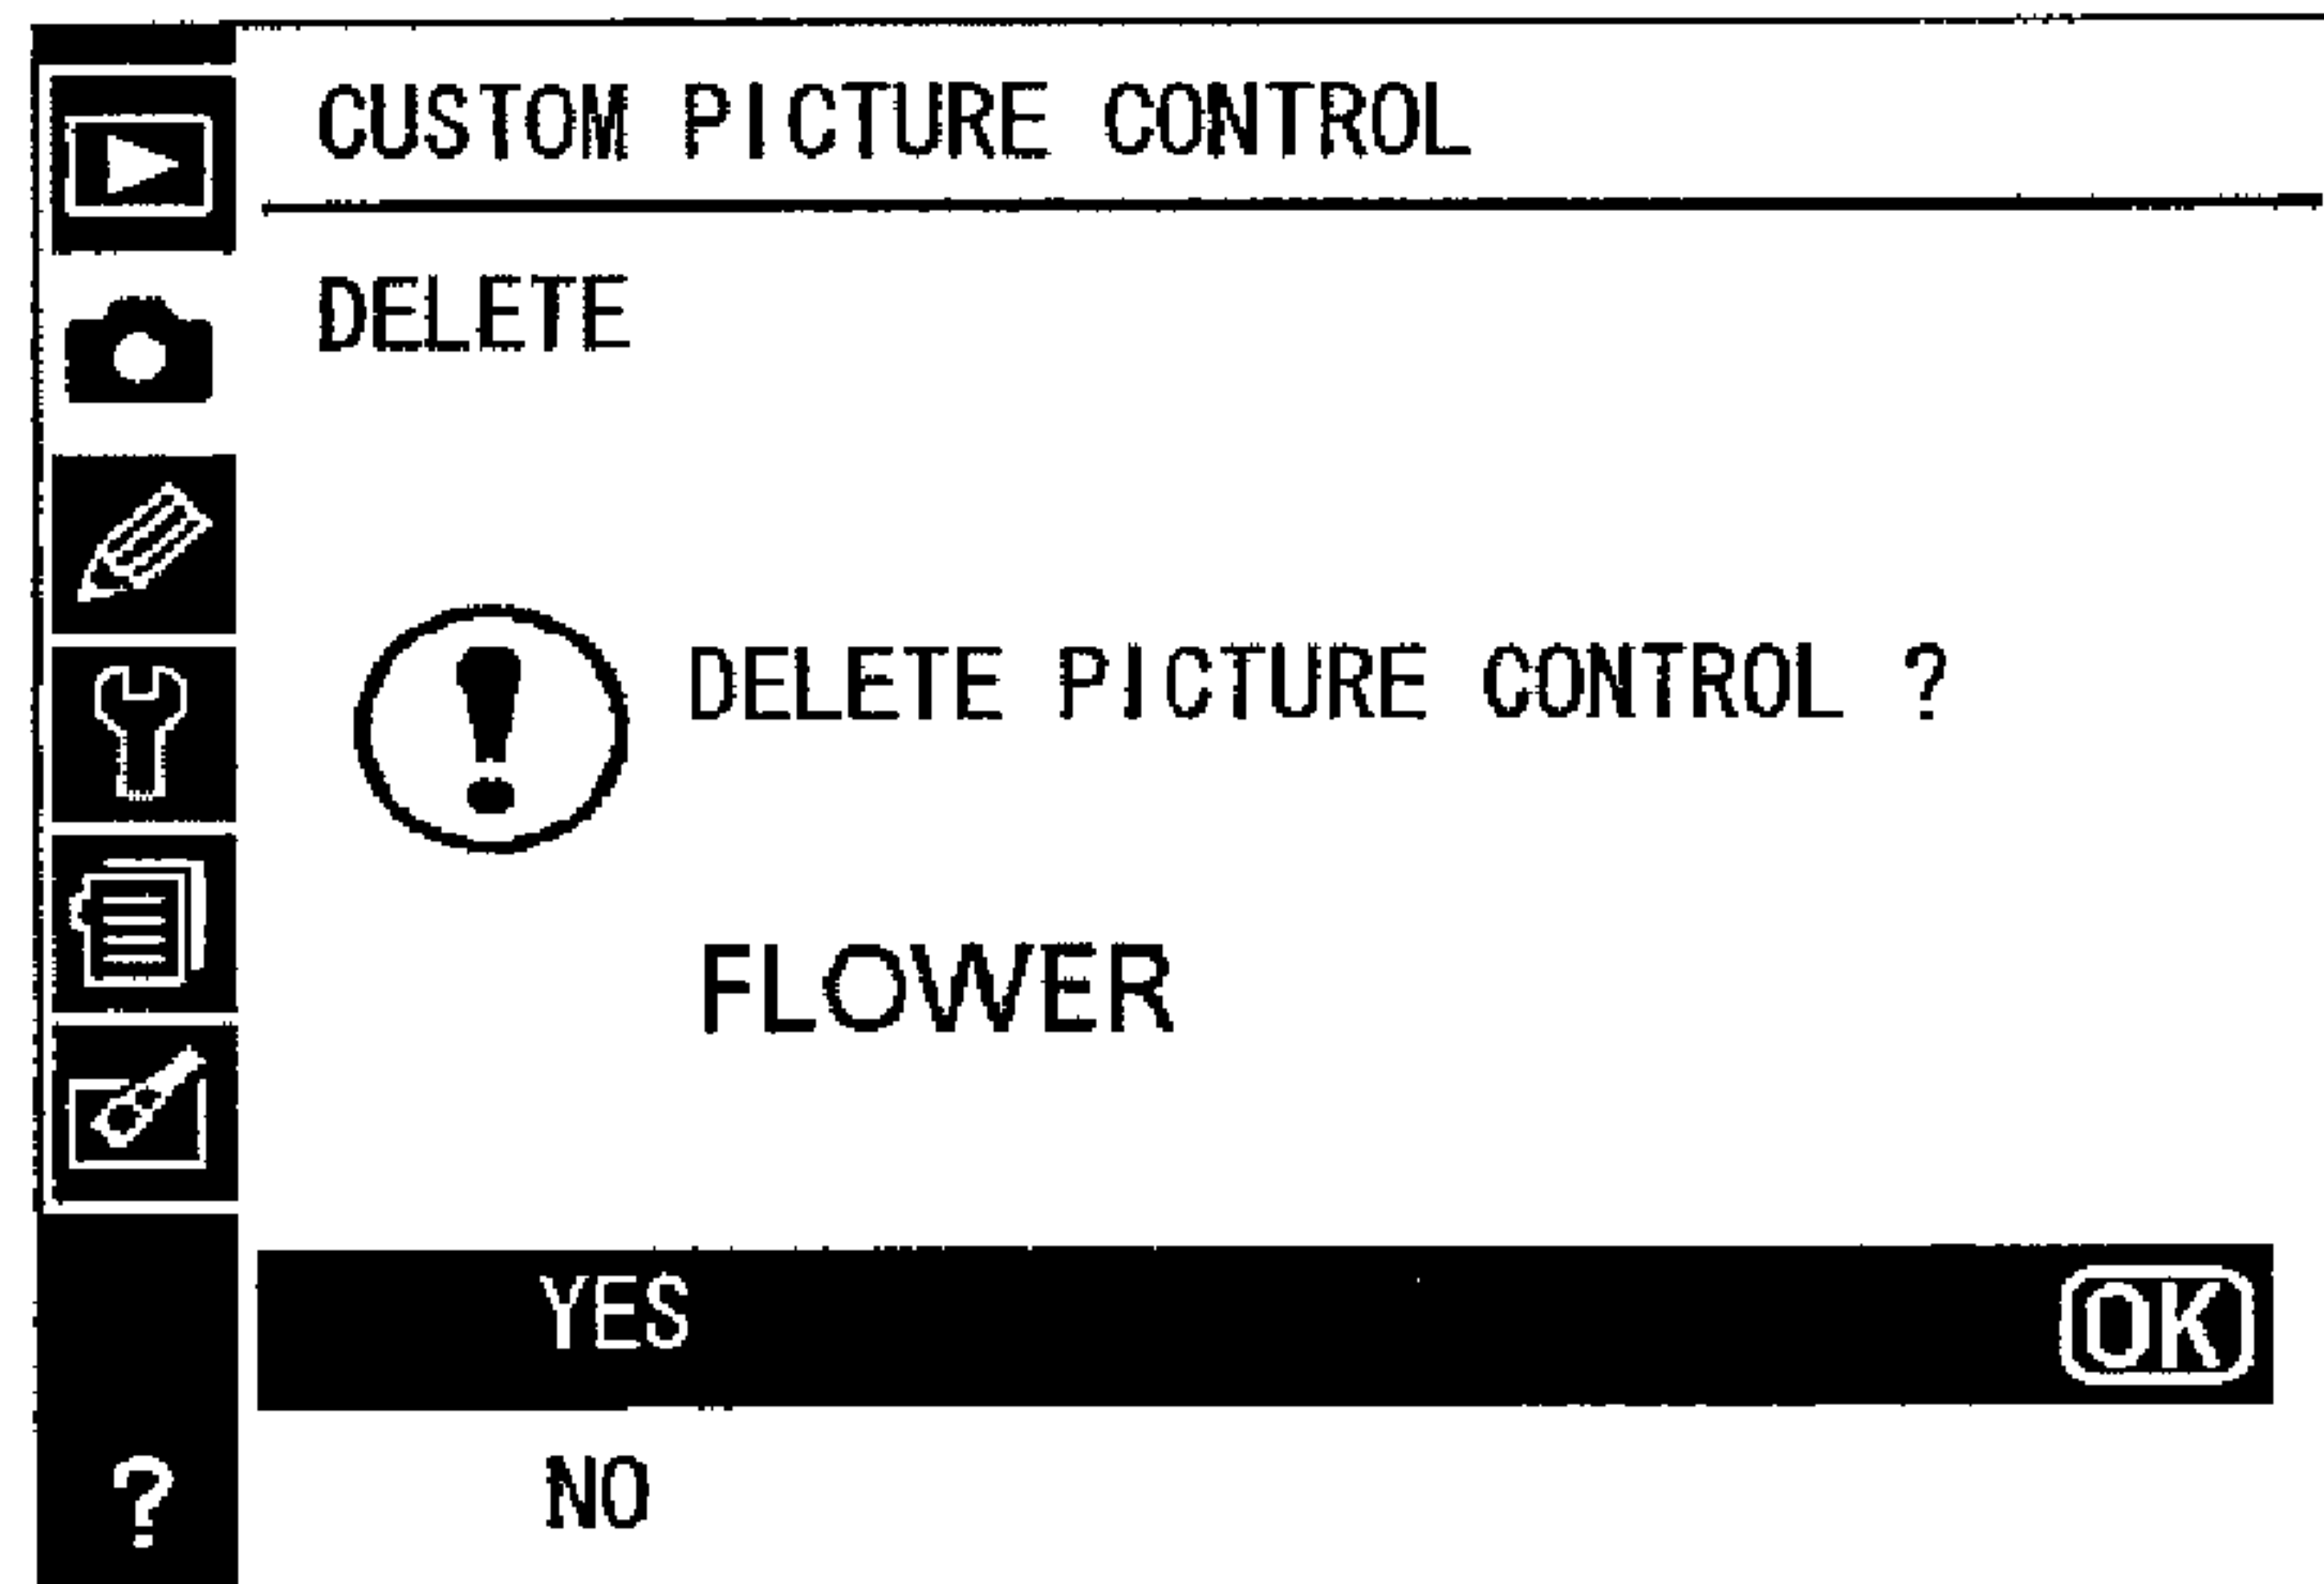 CUSTOM PICTURE CONTROL
DELETE
DELETE PICTURE CONTROL ?
FLOWER
YES OK
NO
?